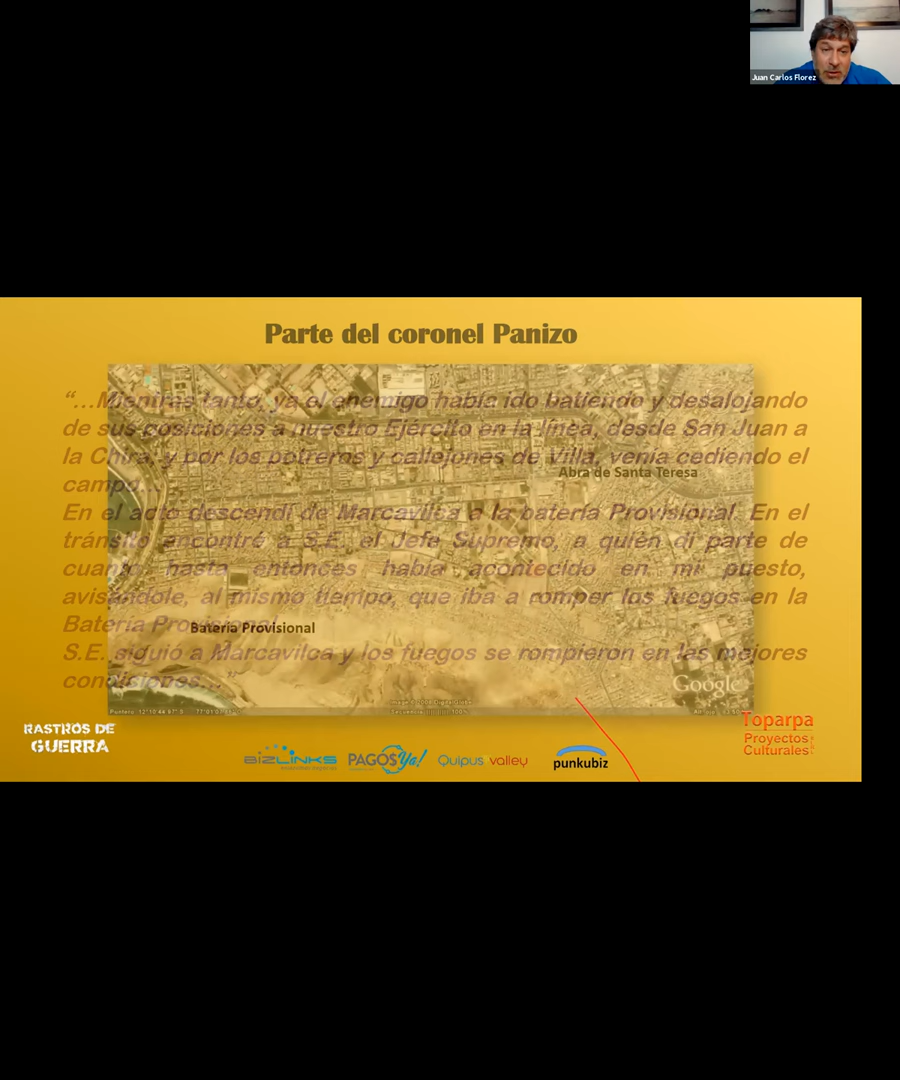 Juan Carlos Florez
Parte del coronel Panizo
“...Mientras tanto, ya el enemigo había ido batiendo y desalojando
de sus posiciones a nuestro Ejército en la línea, desde San Juan a
la Chira, y por los potreros y callejones de Villa, venía cediendo el
campo...
Abra de Santa Teresa
En el acto descendí de Marcavilca a la batería Provisional. En el
tránsito encontré a S.E. el Jefe Supremo, a quien di parte de
cuanto hasta entonces había acontecido en mi puesto,
avisándole, al mismo tiempo, que iba a romper los fuegos en la
Batería
Batería Provisional
S.E. siguió a Marcavilca y los fuegos se rompieron en las mejores
condiciones...”
Google
RASTROS DE
GUERRA
BIZLINKS
PAGOS Ya!
Quipus valley
punkubiz
Toparpa
Proyectos
Culturales